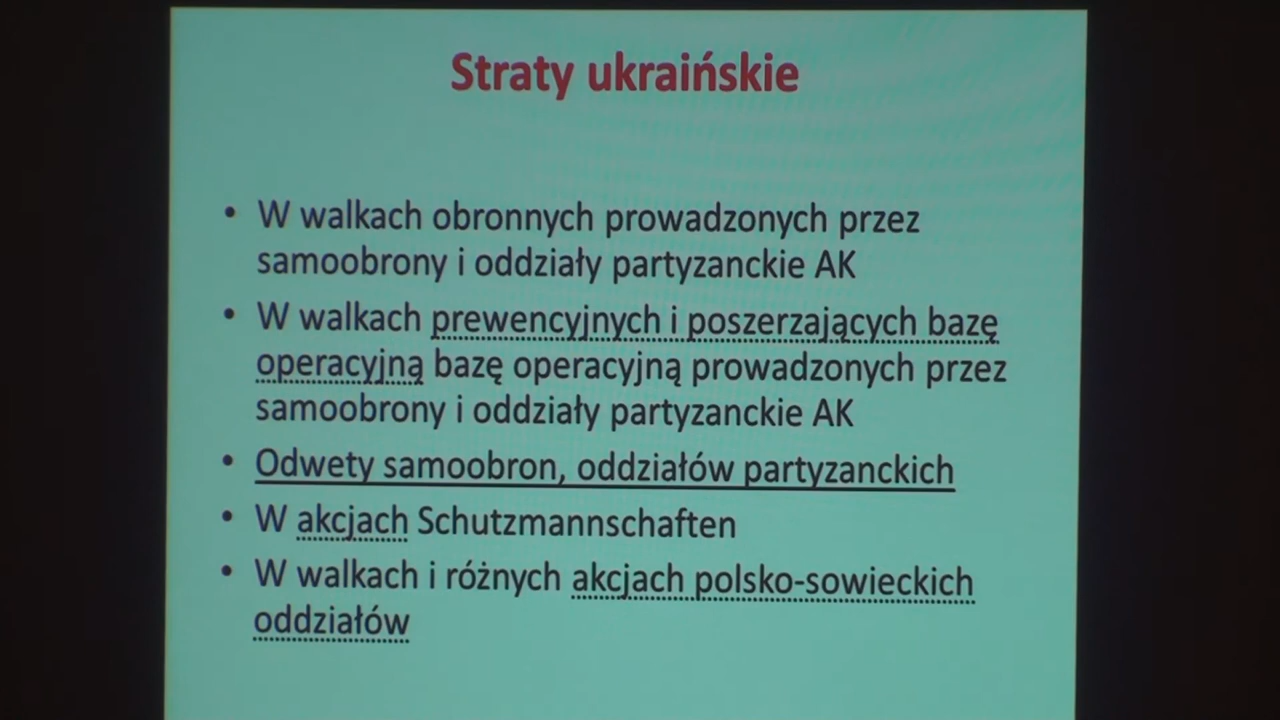 Straty ukraińskie
• W walkach obronnych prowadzonych przez
samoobrony i oddziały partyzanckie AK
• W walkach prewencyjnych i poszerzających bazę
operacyjną bazę operacyjną prowadzonych przez
samoobrony i oddziały partyzanckie AK
• Odwety samoobron, oddziałów partyzanckich
• W akcjach Schutzmannschaften
• W walkach i różnych akcjach polsko-sowieckich
oddziałów